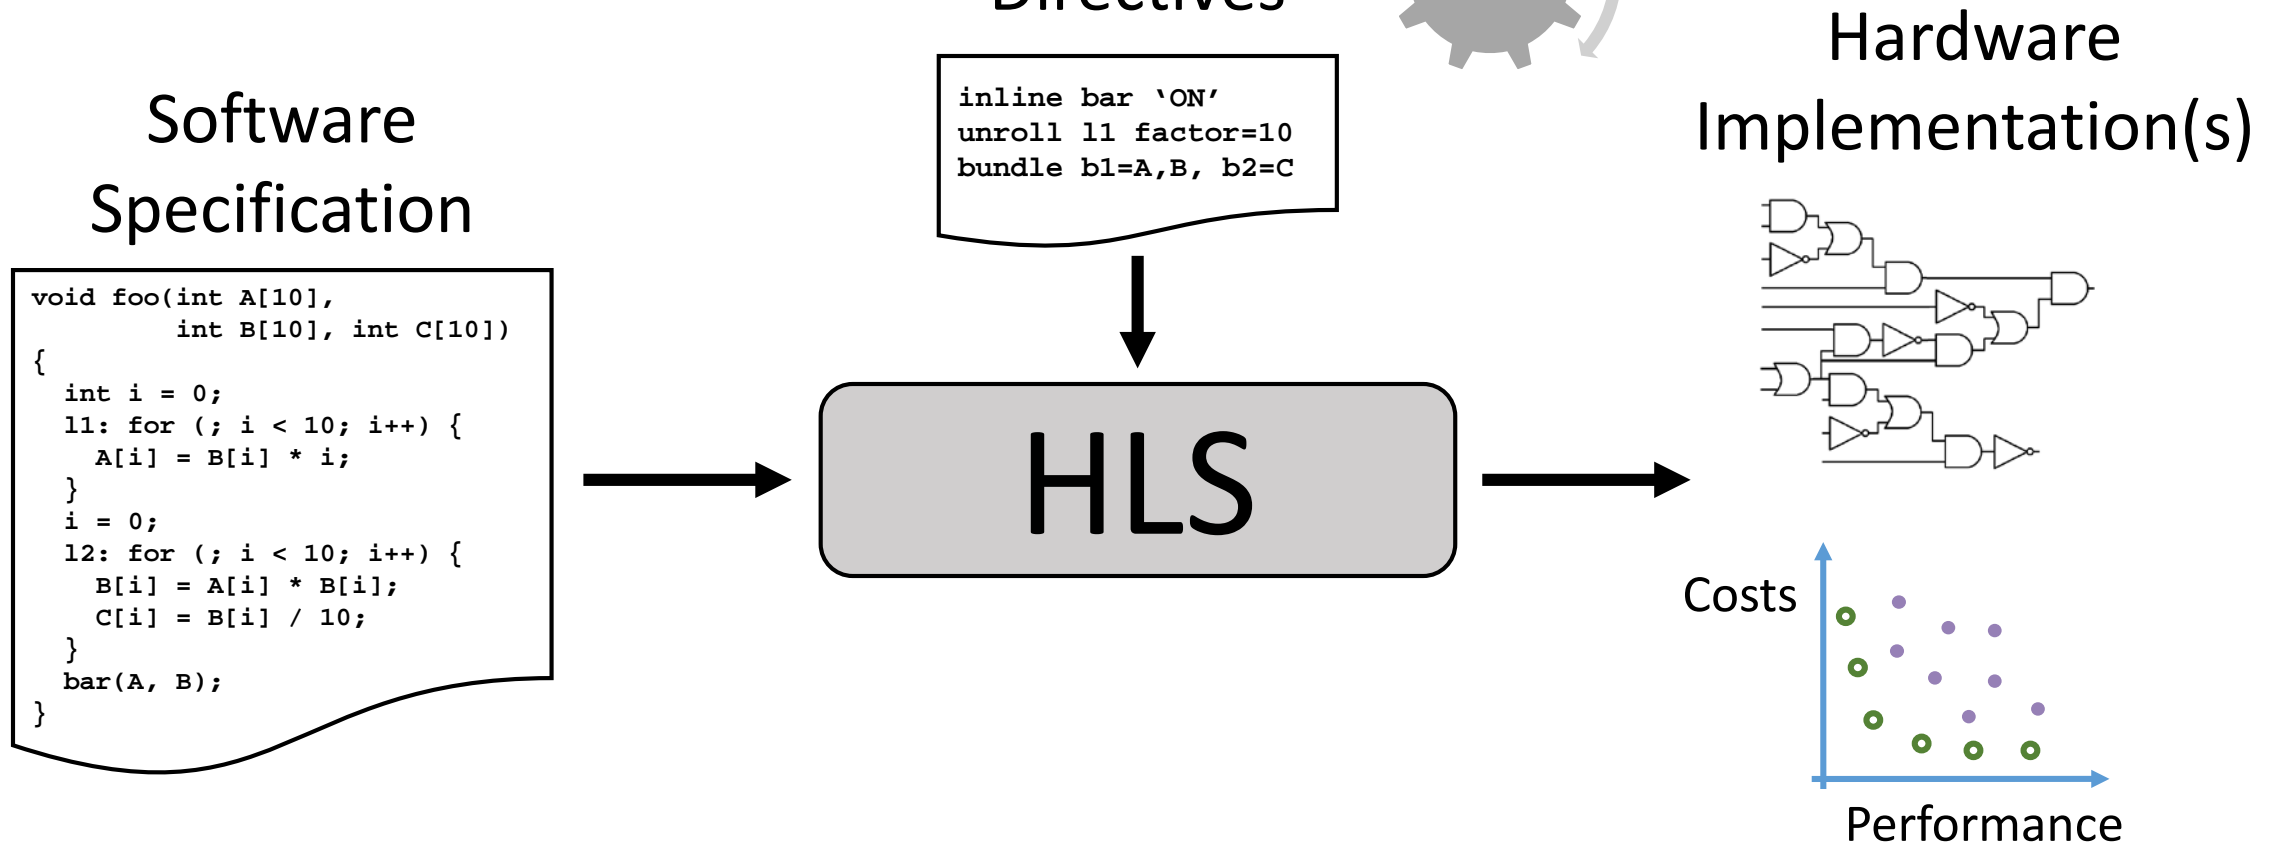 Directives
Software
Specification
void foo(int A[10],
int B[10], int C[10])
{
int i = 0;
l1: for (; i < 10; i++) {
A[i] = B[i] * i;
}
i = 0;
l2: for (; i < 10; i++) {
B[i] = A[i] * B[i];
C[i] = B[i] / 10;
}
bar(A, B);
}
inline bar ‘ON’
unroll l1 factor=10
bundle b1=A,B, b2=C
HLS
Hardware
Implementation(s)
Costs
Performance